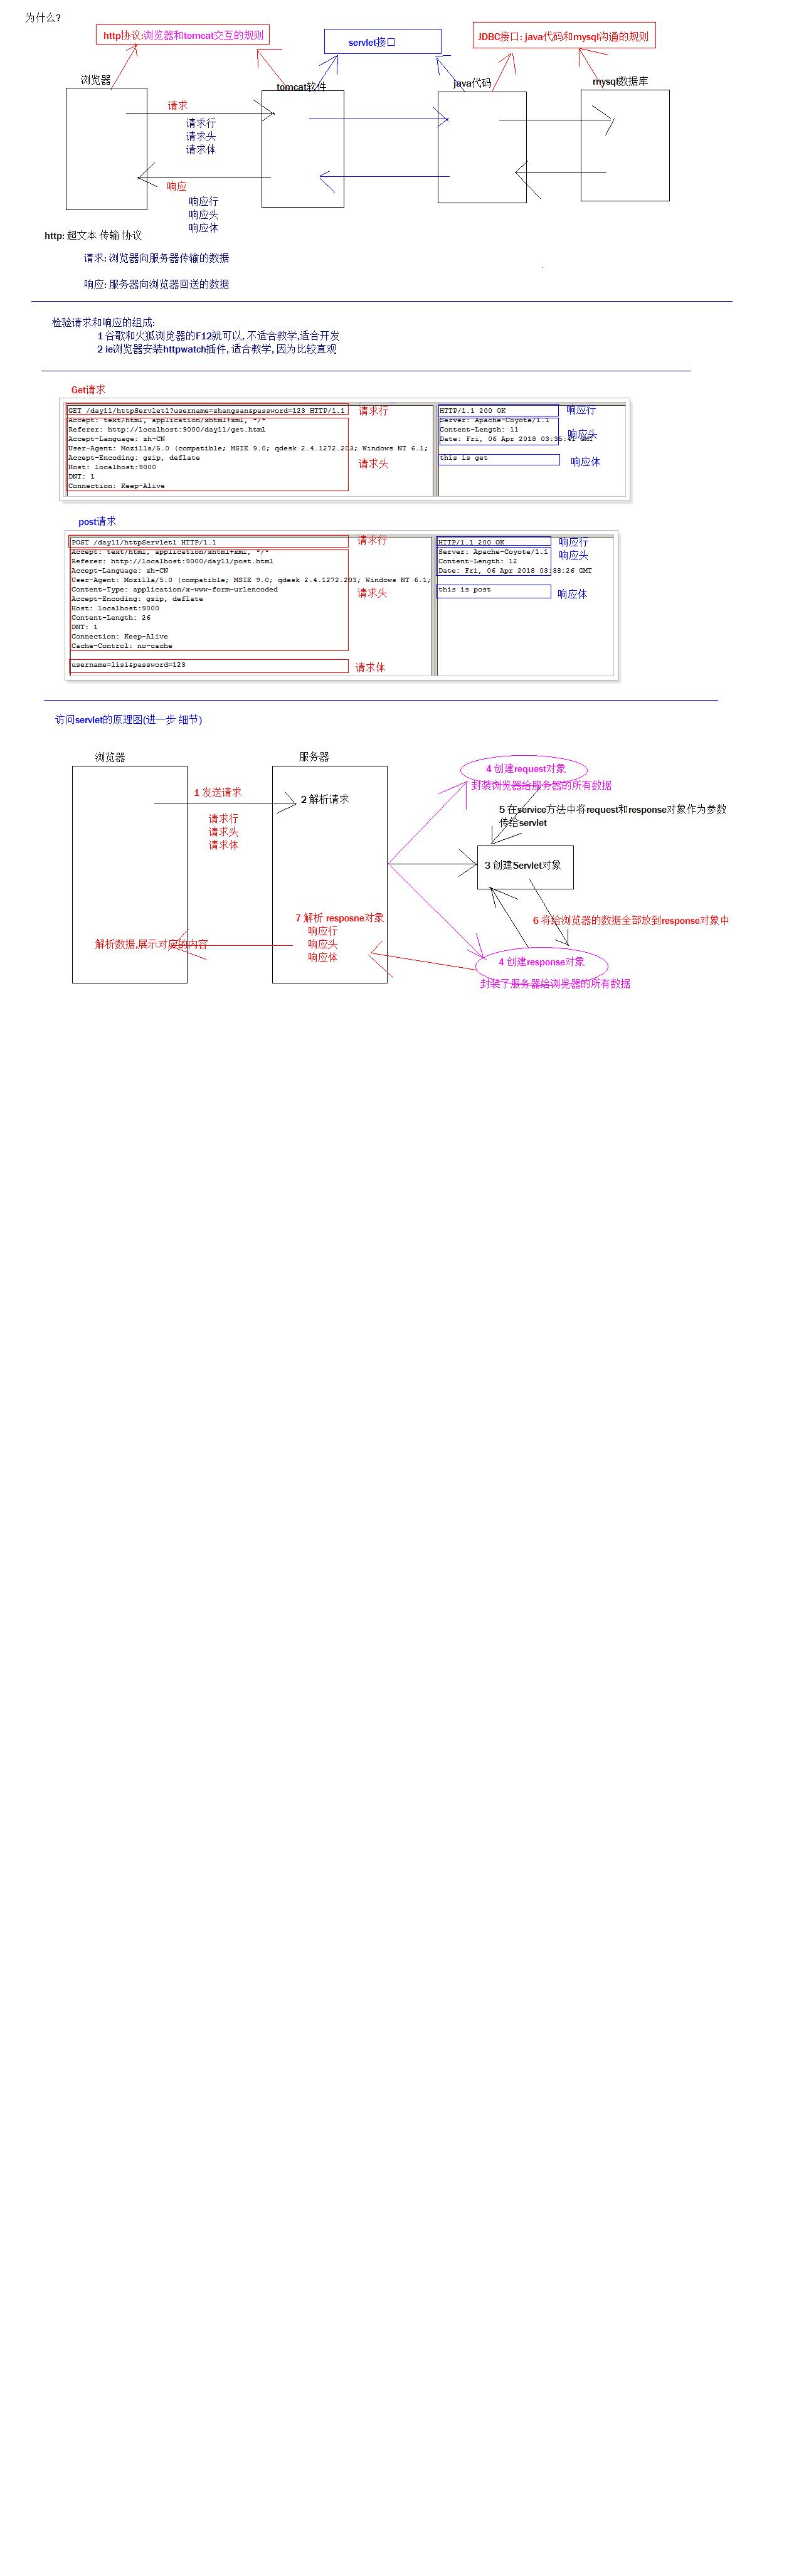 为什么?
http协议:浏览器和tomcat交互的规则
servlet接口
JDBC接口: java代码和mysql沟通的规则
浏览器
tomcat软件
java代码
mysql数据库
请求
请求行
请求头
请求体
响应
响应行
响应头
响应体
http: 超文本 传输 协议
请求: 浏览器向服务器传输的数据
响应: 服务器向浏览器回送的数据
检验请求和响应的组成:
1 谷歌和火狐浏览器的F12就可以, 不适合教学,适合开发
2 ie浏览器安装httpwatch插件, 适合教学, 因为比较直观
Get请求
GET /day11/httpServlet1?username=zhangsan&password=123 HTTP/1.1
请求行
Accept: text/html, application/xhtml+xml, */*
Referer: http://localhost:9000/day11/get.html
Accept-Language: zh-CN
User-Agent: Mozilla/5.0 (compatible; MSIE 9.0; qdesk 2.4.1272.203; Windows NT 6.1;
Accept-Encoding: gzip, deflate
请求头
Host: localhost:9000
DNT: 1
Connection: Keep-Alive
HTTP/1.1 200 OK
响应行
Server: Apache-Coyote/1.1
Content-Length: 11
响应头
Date: Fri, 06 Apr 2018 03:35:41 GMT
this is get
响应体
post请求
POST /day11/httpServlet1 HTTP/1.1
请求行
Accept: text/html, application/xhtml+xml, */*
Referer: http://localhost:9000/day11/post.html
Accept-Language: zh-CN
User-Agent: Mozilla/5.0 (compatible; MSIE 9.0; qdesk 2.4.1272.203; Windows NT 6.1;
Content-Type: application/x-www-form-urlencoded
请求头
Accept-Encoding: gzip, deflate
Host: localhost:9000
Content-Length: 26
DNT: 1
Connection: Keep-Alive
Cache-Control: no-cache
username=lisi&password=123
请求体
HTTP/1.1 200 OK
响应行
Server: Apache-Coyote/1.1
响应头
Content-Length: 12
Date: Fri, 06 Apr 2018 03:38:26 GMT
this is post
响应体
访问servlet的原理图(进一步 细节)
浏览器
服务器
1 发送请求
2 解析请求
请求行
请求头
请求体
4 创建request对象
封装浏览器给服务器的所有数据
5 在service方法中将request和response对象作为参数
传给servlet
3 创建Servlet对象
6 将给浏览器的数据全部放到response对象中
7 解析 resposne对象
响应行
响应头
响应体
解析数据,展示对应的内容
4 创建response对象
封装了服务器给浏览器的所有数据